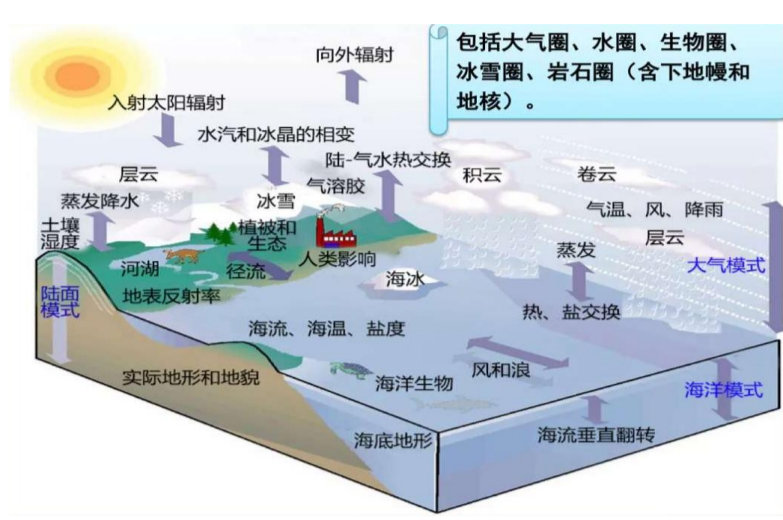 包括大气圈、水圈、生物圈、
冰雪圈、岩石圈（含下地幔和
地核）。
向外辐射
入射太阳辐射
水汽和冰晶的相变
陆-气水热交换
层云
气溶胶
积云
卷云
蒸发降水
冰雪
气温、风、降雨
土壤
湿度
植被和
生态
层云
蒸发
大气模式
河湖
径流
人类影响
海冰
陆面
模式
地表反射率
热、盐交换
海流、海温、盐度
实际地形和地貌
海洋生物
风和浪
海洋模式
海底地形
海流垂直翻转